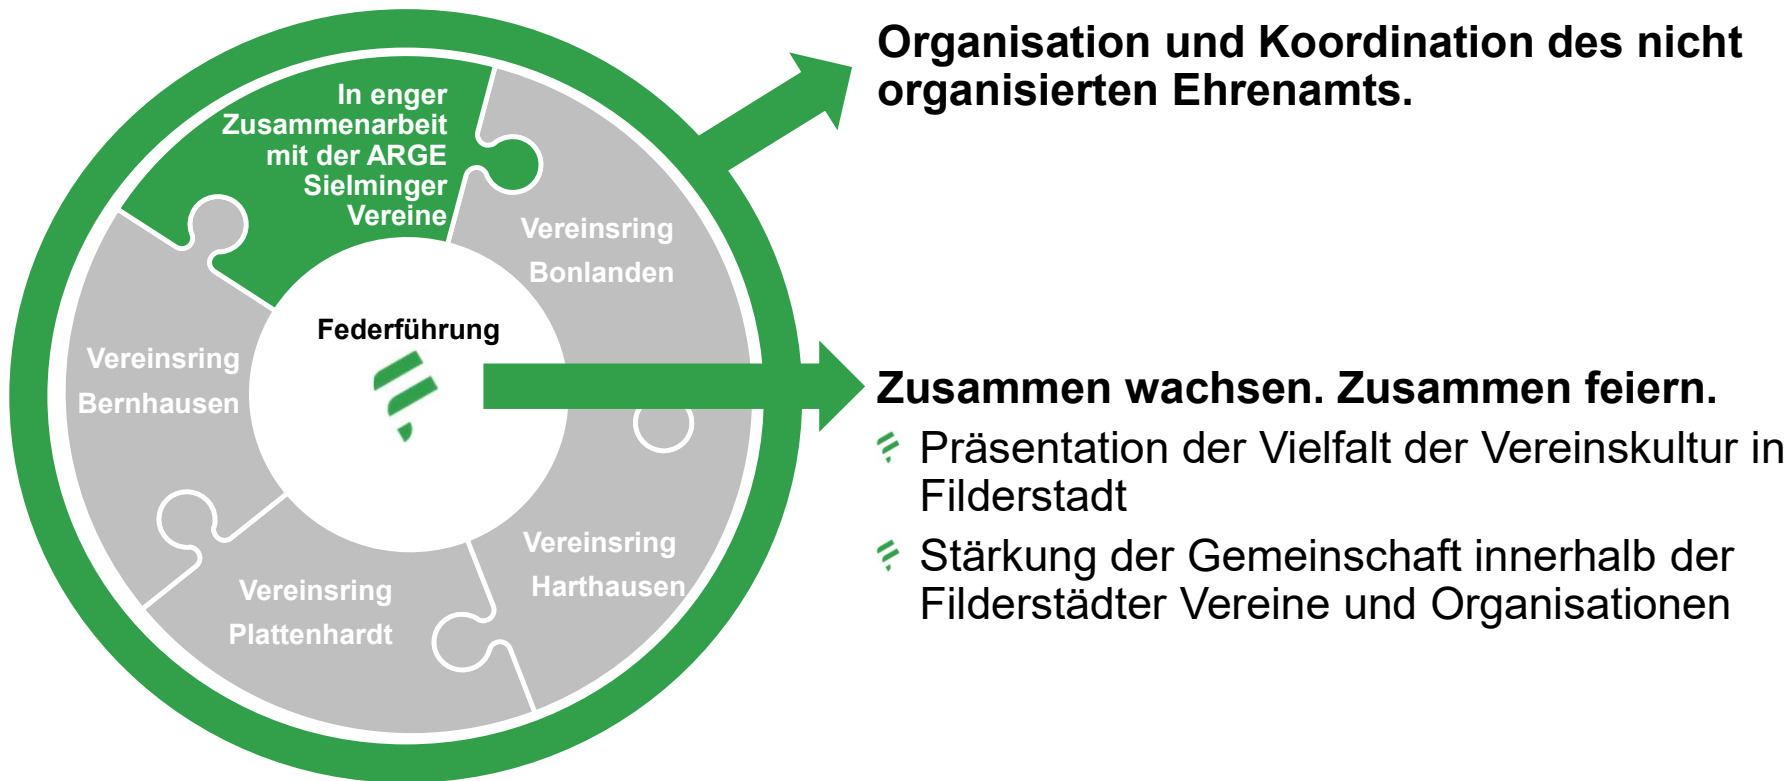 In enger
Zusammenarbeit
mit der ARGE
Sielminger
Vereine
Vereinsring
Bonlanden
Vereinsring
Harthausen
Vereinsring
Plattenhardt
Vereinsring
Bernhausen
Federführung
Organisation und Koordination des nicht
organisierten Ehrenamts.
Zusammen wachsen. Zusammen feiern.
Präsentation der Vielfalt der Vereinskultur in
Filderstadt
Stärkung der Gemeinschaft innerhalb der
Filderstädter Vereine und Organisationen